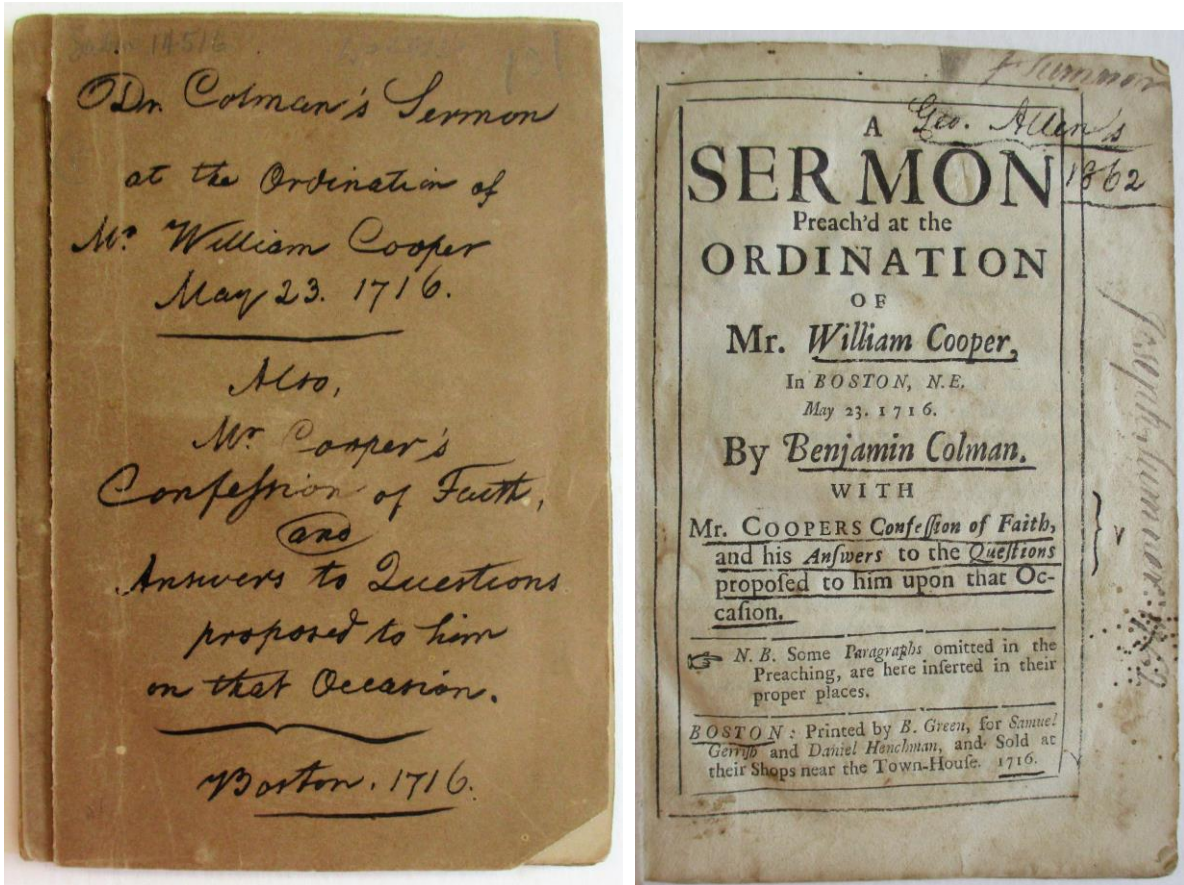 Dr. Colman's Sermon
at the Ordination of
Mr. William Cooper
May 23. 1716.
Also,
Mr. Cooper's
Confeſsion of Faith,
and
Answers to Questions
proposed to him
on that Occasion.
Boston. 1716.
Geo. Allen's
1862
A
SERMON
Preach'd at the
ORDINATION
OF
Mr. William Cooper,
In BOSTON, N.E.
May 23. 1716.
By Benjamin Colman.
WITH
Mr. COOPERS Confeſſion of Faith,
and his Anſwers to the Queſtions
propoſed to him upon that Oc-
caſion.
☞ N. B. Some Paragraphs omitted in the
Preaching, are here inſerted in their
proper places.
BOSTON: Printed by B. Green, for Samuel
Gerriſh and Daniel Henchman, and Sold at
their Shops near the Town-Houſe. 1716.